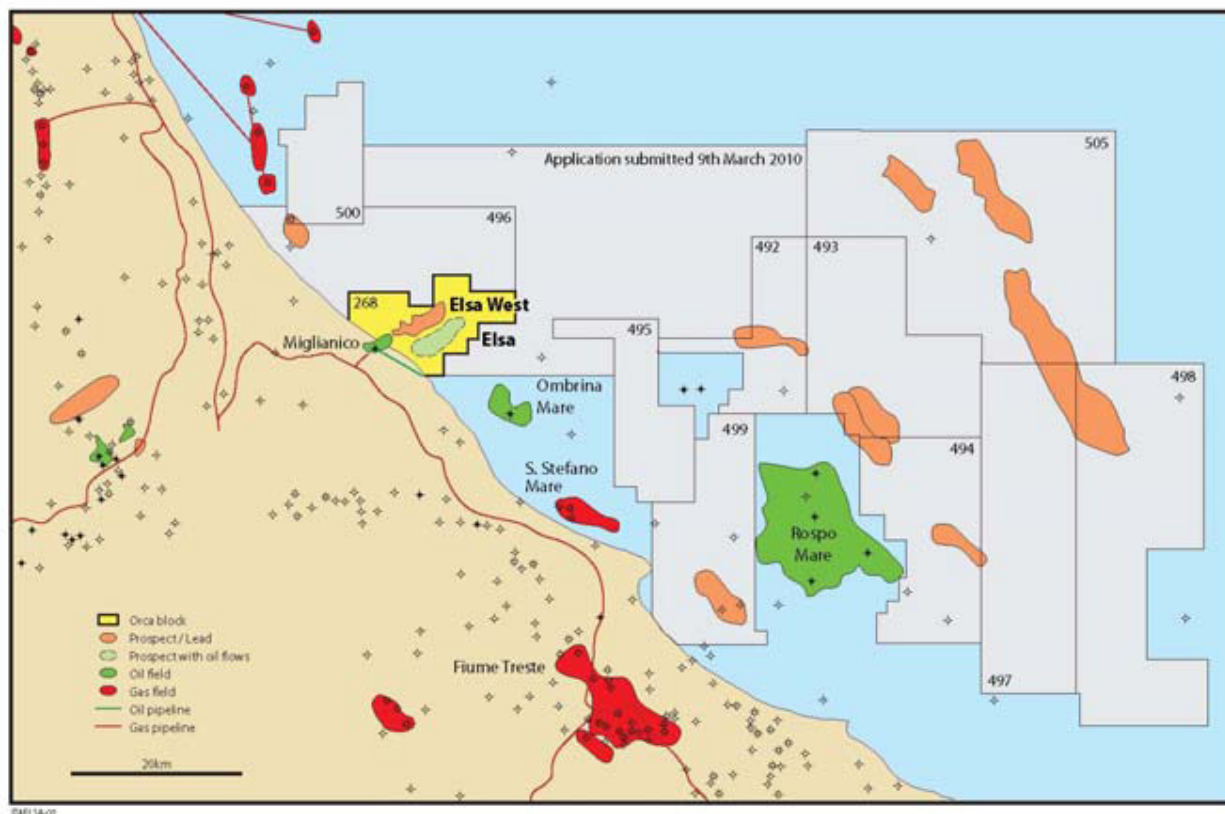 Application submitted 9th March 2010
505
500
496
492
493
268
Elsa West
Elsa
Miglianico
495
498
Ombrina
Mare
499
494
S. Stefano
Mare
Rospo
Mare
Orca block
Prospect / Lead
Prospect with oil flows
Oil field
Gas field
Oil pipeline
Gas pipeline
Fiume Treste
497
20km